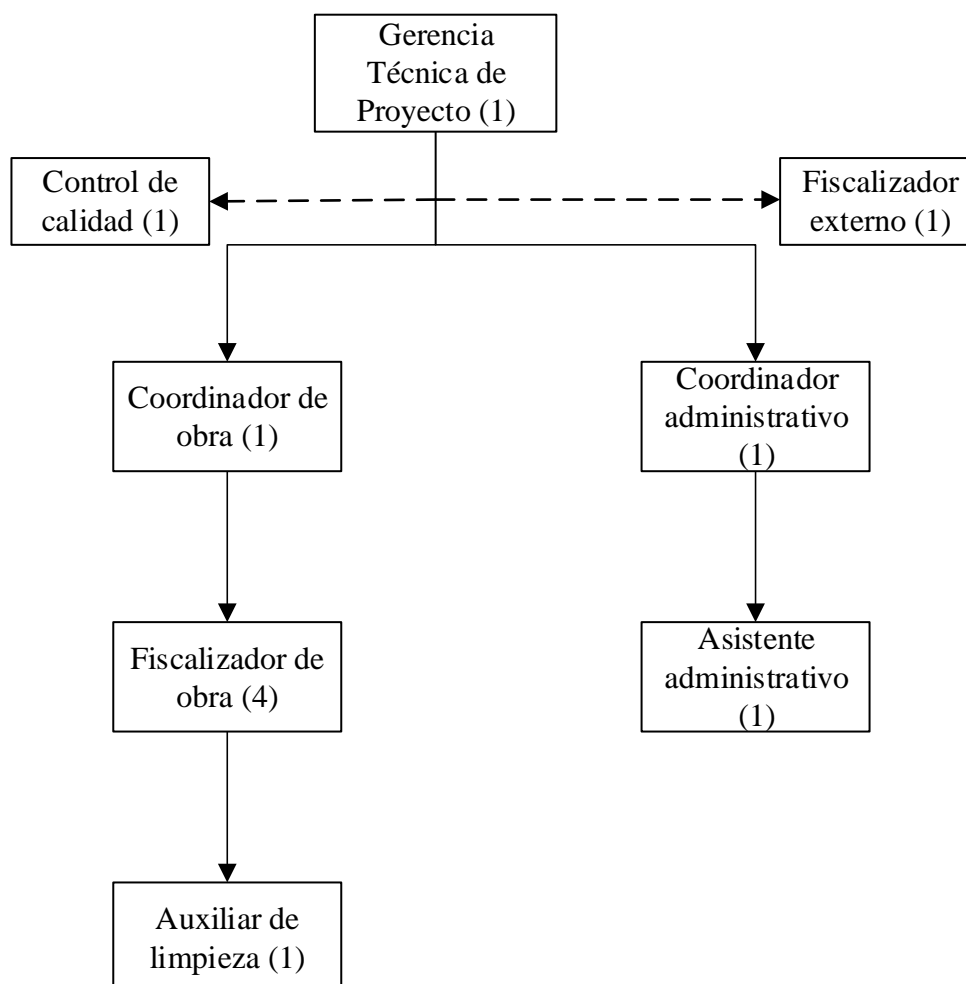 Gerencia
Técnica de
Proyecto (1)
Control de
calidad (1)
Fiscalizador
externo (1)
Coordinador de
obra (1)
Coordinador
administrativo
(1)
Fiscalizador de
obra (4)
Asistente
administrativo
(1)
Auxiliar de
limpieza (1)